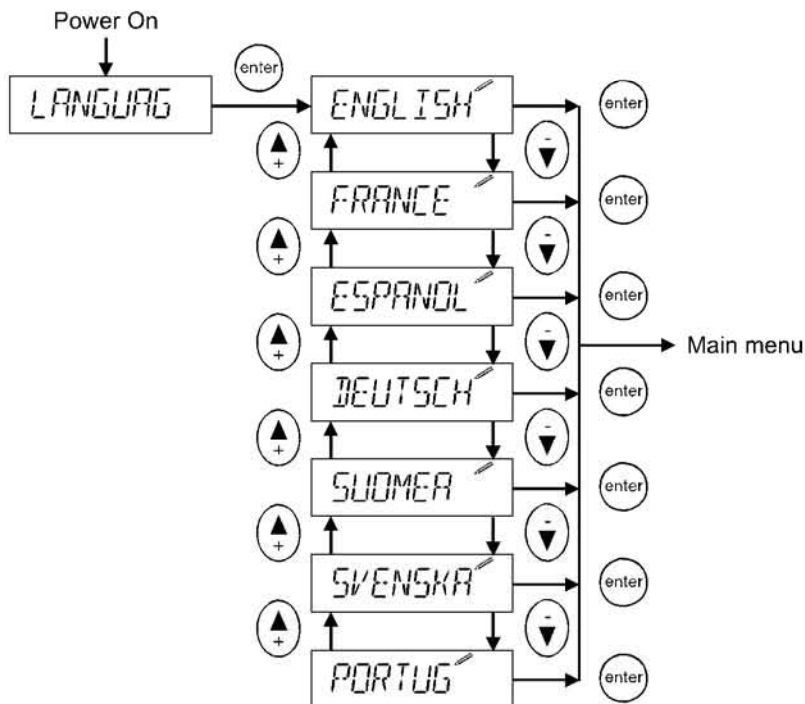 Power On
enter
LANGUAG
ENGLISH
enter
+
-
FRANCE
enter
+
-
ESPANOL
enter
+
-
Main menu
DEUTSCH
enter
+
-
SUOMEA
enter
+
-
SVENSKA
enter
+
-
PORTUG
enter